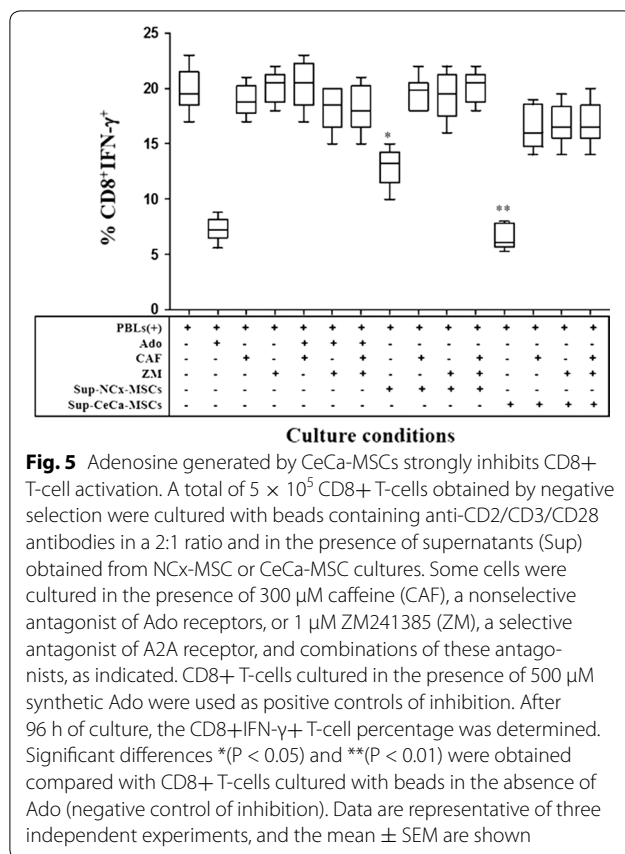 25
20
15
10
5
0
% CD8⁺IFN-γ⁺
*
**
PBLs(+) + + + + + + + + + + + + + + +
Ado - + - - + + + - - - - - - - -
CAF - - + - + - + - + - + - + - +
ZM - - - + - + + - - + + - - + +
Sup-NCx-MSCs - - - - - - - + + + + - - - -
Sup-CeCa-MSCs - - - - - - - - - - - + + + +
Culture conditions
Fig. 5 Adenosine generated by CeCa-MSCs strongly inhibits CD8+
T-cell activation. A total of 5 × 10⁵ CD8+ T-cells obtained by negative
selection were cultured with beads containing anti-CD2/CD3/CD28
antibodies in a 2:1 ratio and in the presence of supernatants (Sup)
obtained from NCx-MSC or CeCa-MSC cultures. Some cells were
cultured in the presence of 300 μM caffeine (CAF), a nonselective
antagonist of Ado receptors, or 1 μM ZM241385 (ZM), a selective
antagonist of A2A receptor, and combinations of these antago-
nists, as indicated. CD8+ T-cells cultured in the presence of 500 μM
synthetic Ado were used as positive controls of inhibition. After
96 h of culture, the CD8+IFN-γ+ T-cell percentage was determined.
Significant differences *(P < 0.05) and **(P < 0.01) were obtained
compared with CD8+ T-cells cultured with beads in the absence of
Ado (negative control of inhibition). Data are representative of three
independent experiments, and the mean ± SEM are shown